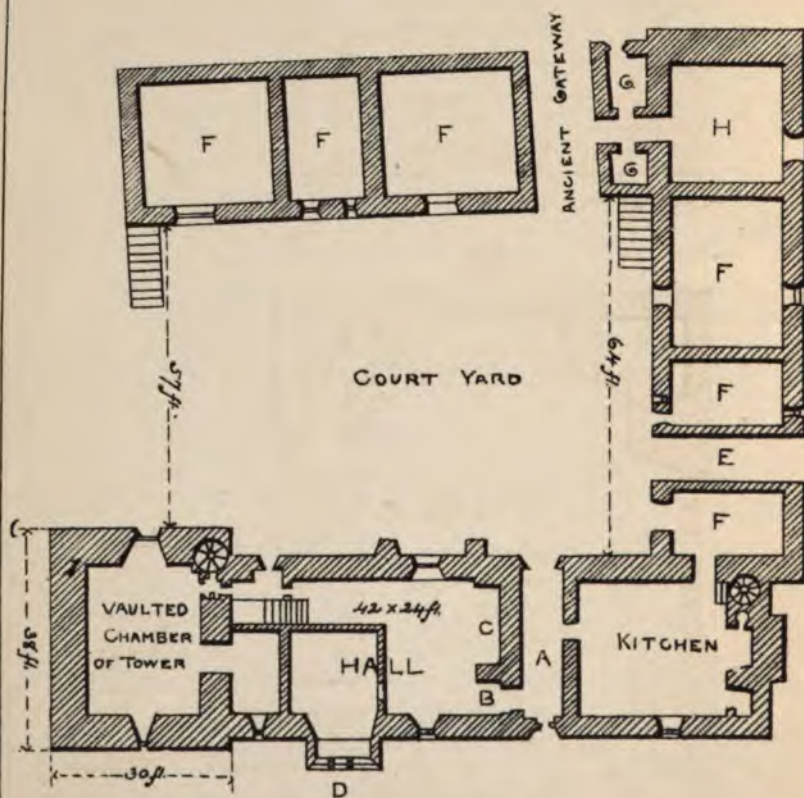 ANCIENT GATEWAY
G
H
F
F
F
G
F
57 ft.
COURT YARD
64 ft.
F
E
F
VAULTED
CHAMBER
OF TOWER
42 x 24 ft.
C
HALL
A
KITCHEN
B
38 ft.
30 ft.
D